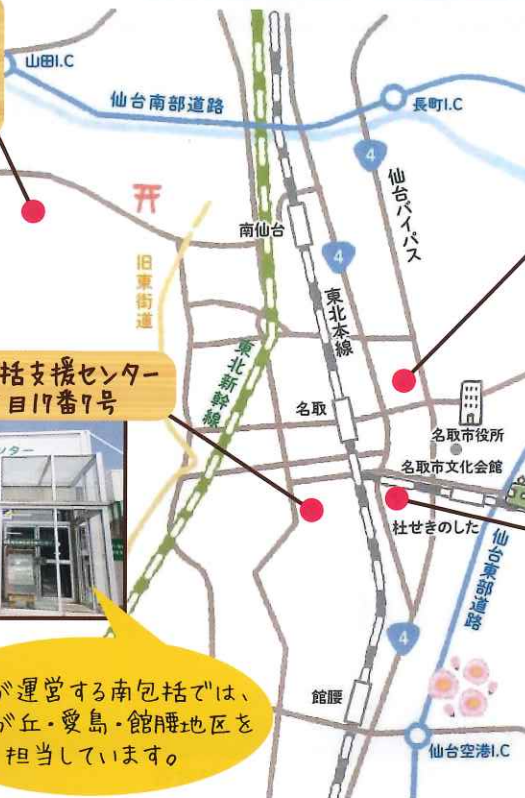 山田I.C
仙台南部道路
長町I.C
4
仙台バイパス
南仙台
4
旧東街道
東北本線
東北新幹線
括支援センター
目17番7号
ンター
名取
名取市役所
名取市文化会館
杜せきのした
仙台東部道路
4
が運営する南包括では、
が丘・愛島・館腰地区を
担当しています。
館腰
仙台空港I.C